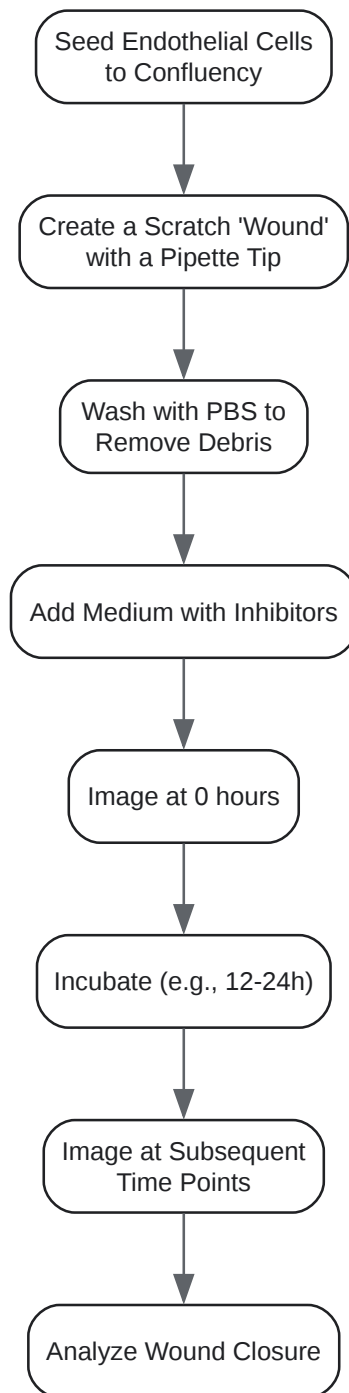 Seed Endothelial Cells
to Confluency
Create a Scratch 'Wound'
with a Pipette Tip
Wash with PBS to
Remove Debris
Add Medium with Inhibitors
Image at 0 hours
Incubate (e.g., 12-24h)
Image at Subsequent
Time Points
Analyze Wound Closure